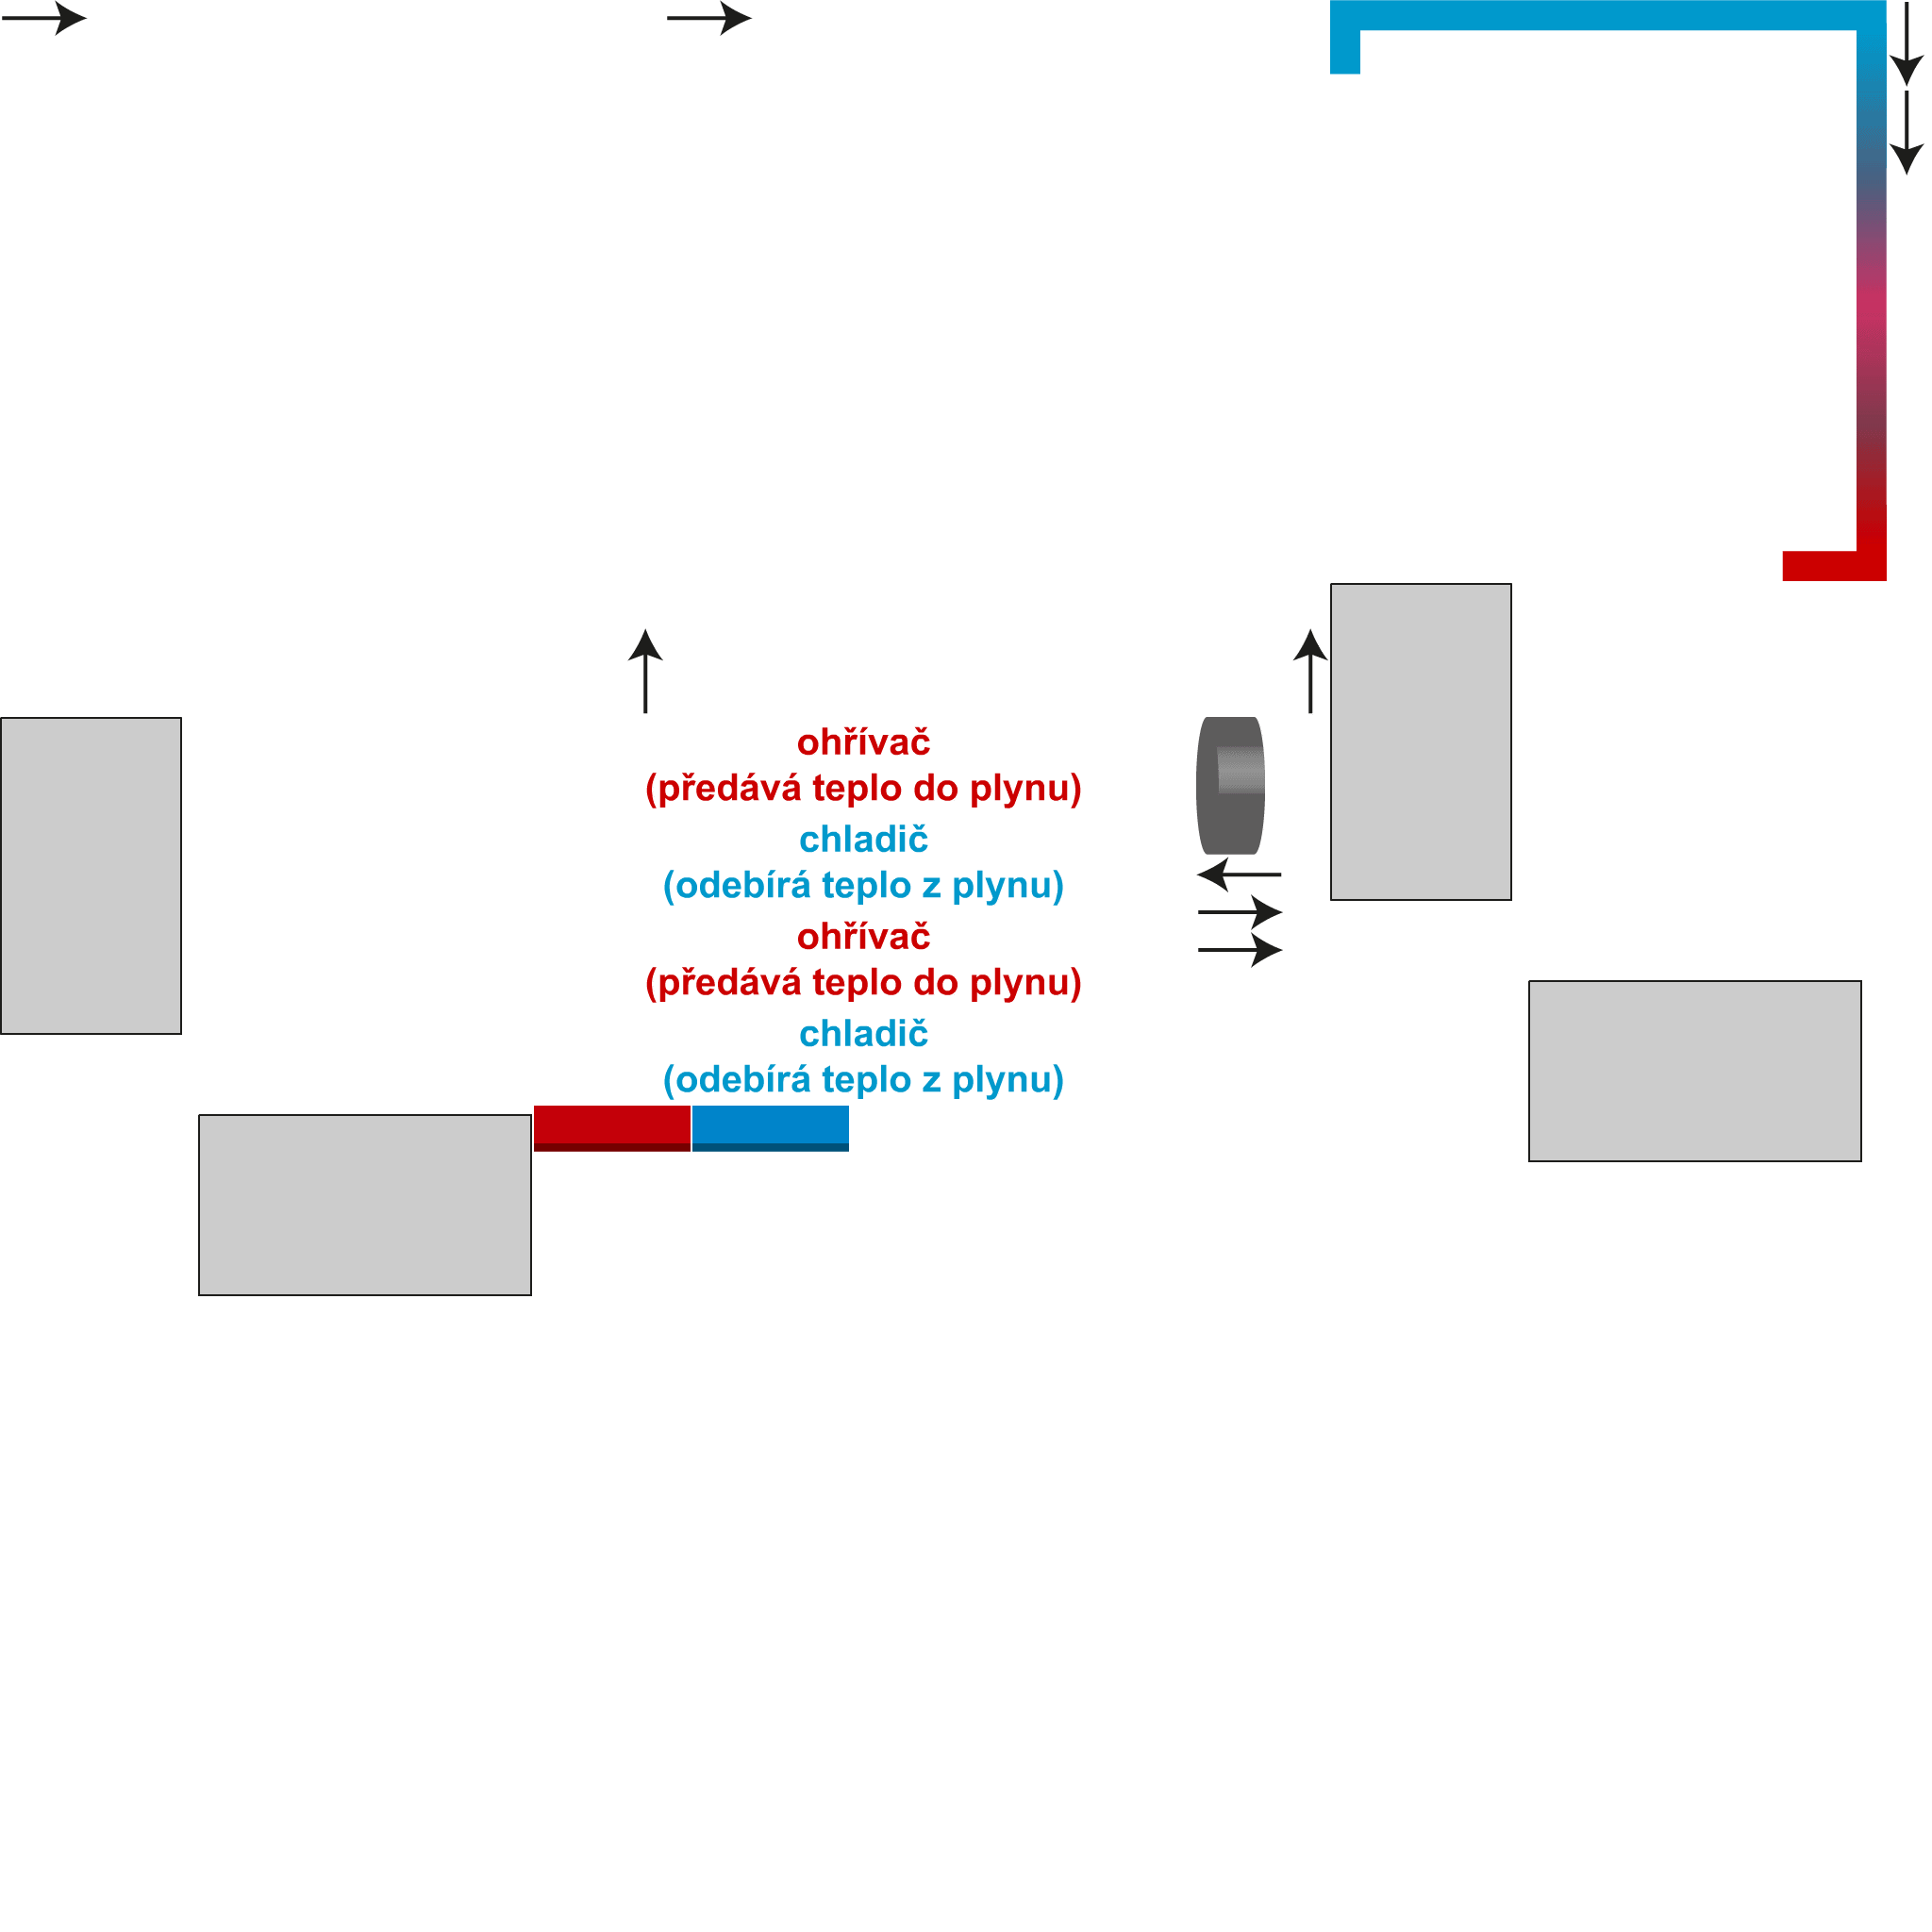 ohřívač
(předává teplo do plynu)
chladič
(odebírá teplo z plynu)
ohřívač
(předává teplo do plynu)
chladič
(odebírá teplo z plynu)